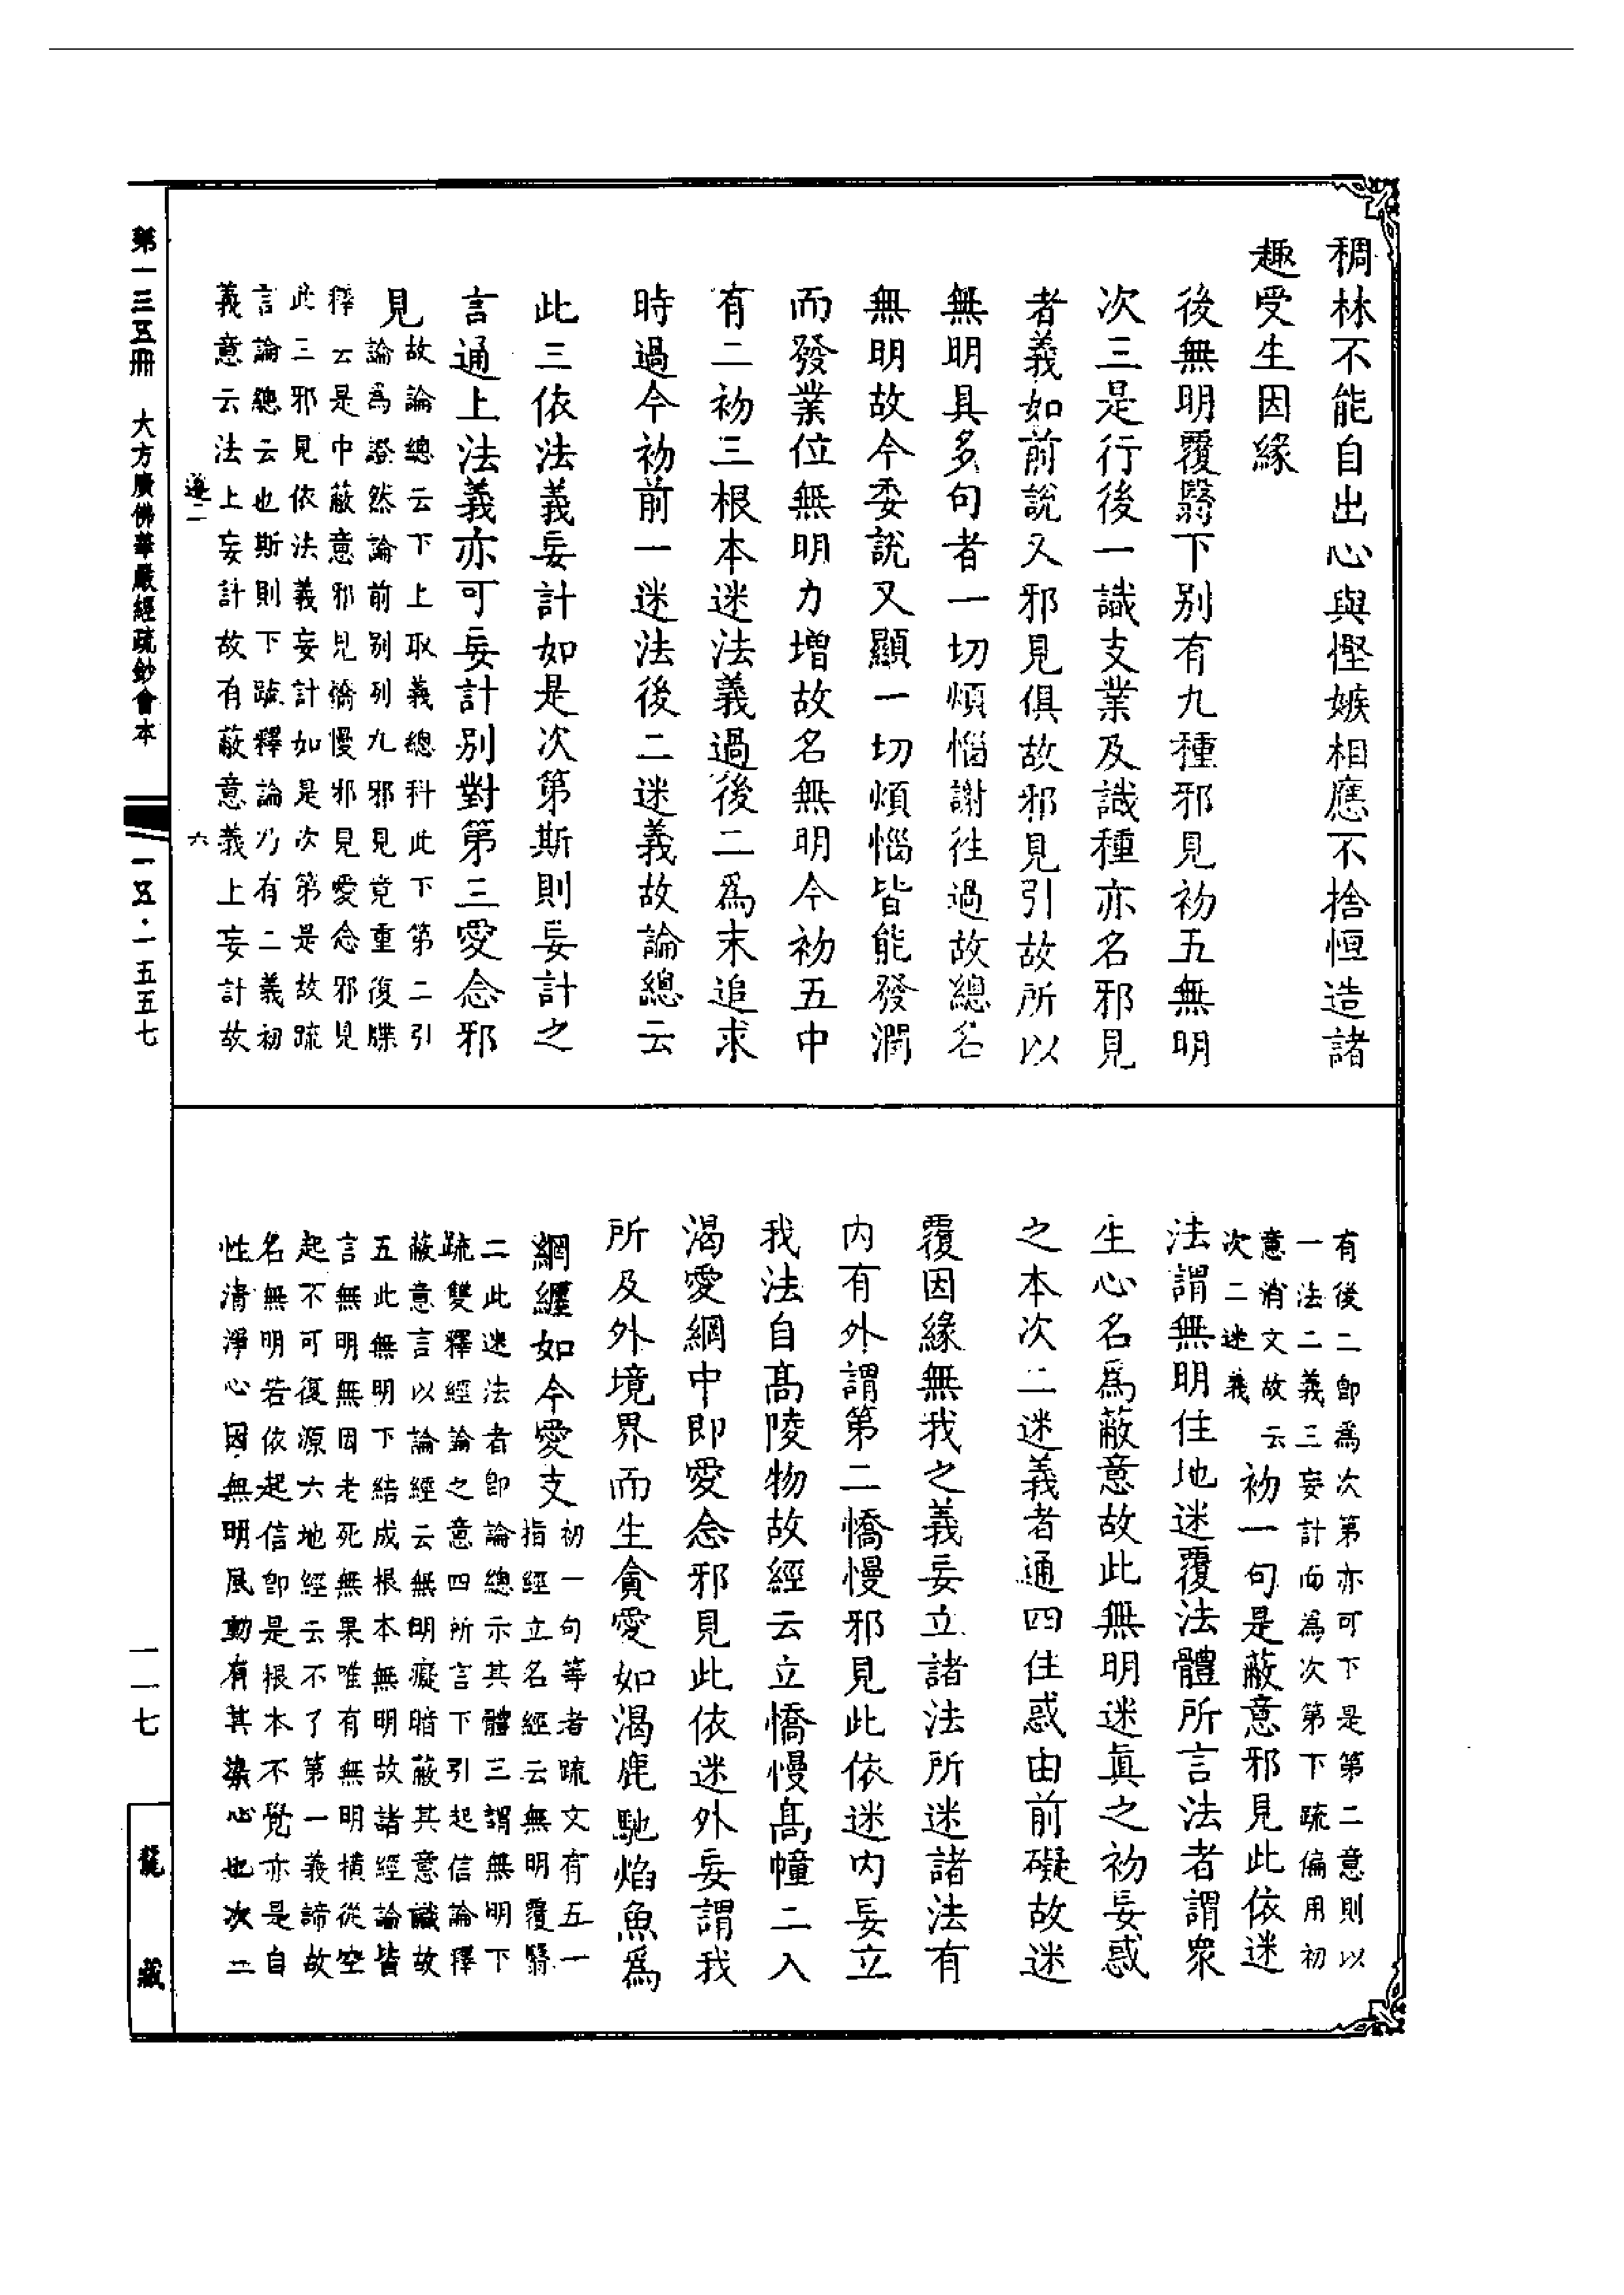 稠林不能自出心與慳嫉相應不捨恒造諸
趣受生因緣
後無明覆翳下別有九種邪見初五無明
次三是行後一識支業及識種亦名邪見
者義如前說又邪見俱故邪見引故所以
無明具多句者一切煩惱謝往過故總名
無明故今委說又顯一切煩惱皆能發潤
而發業位無明力增故名無明今初五中
有二初三根本迷法義過後二為末追求
時過今初前一迷法後二迷義故論總云
此三依法義妄計如是次第斯則妄計之
言通上法義亦可妄計別對第三愛念邪
見
故論總云下上取義總科此下第二引
論為證然論前別列九邪見竟重復牒
釋云是中蔽意邪見憍慢邪見愛念邪見
此三邪見依法義妄計如是次第是故疏
言論總云也斯則下疏釋論乃有二義初
義意云法上妄計故有蔽意義上妄計故
遵二
六
有後二即為次第亦可下是第二意則以
一法二義三妄計而為次第下疏偏用初
意消文故云
次二迷義
初一句是蔽意邪見此依迷
法謂無明住地迷覆法體所言法者謂衆
生心名為蔽意故此無明迷真之初妄惑
之本次二迷義者通四住惑由前礙故迷
覆因緣無我之義妄立諸法所迷諸法有
內有外謂第二憍慢邪見此依迷內妄立
我法自高陵物故經云立憍慢高幢二入
渴愛網中即愛念邪見此依迷外妄謂我
所及外境界而生貪愛如渴鹿馳焰魚為
網纏如今愛支
初一句等者疏文有五一
指經立名經云無明覆翳
二此迷法者即論總示其體三謂無明下
疏雙釋經論之意四所言下引起信論釋
蔽意言以論經云無明癡暗蔽其意識故
五此無明下結成根本無明故諸經論皆
言無明無因老死無果唯有無明橫從空
起不可復源六地經云不了第一義諦故
名無明若依起信即是根本不覺亦是自
性清淨心因無明風動有其染心也次二
第一三五冊　大方廣佛華嚴經疏鈔會本
一五·一五五七
一一七
龍藏